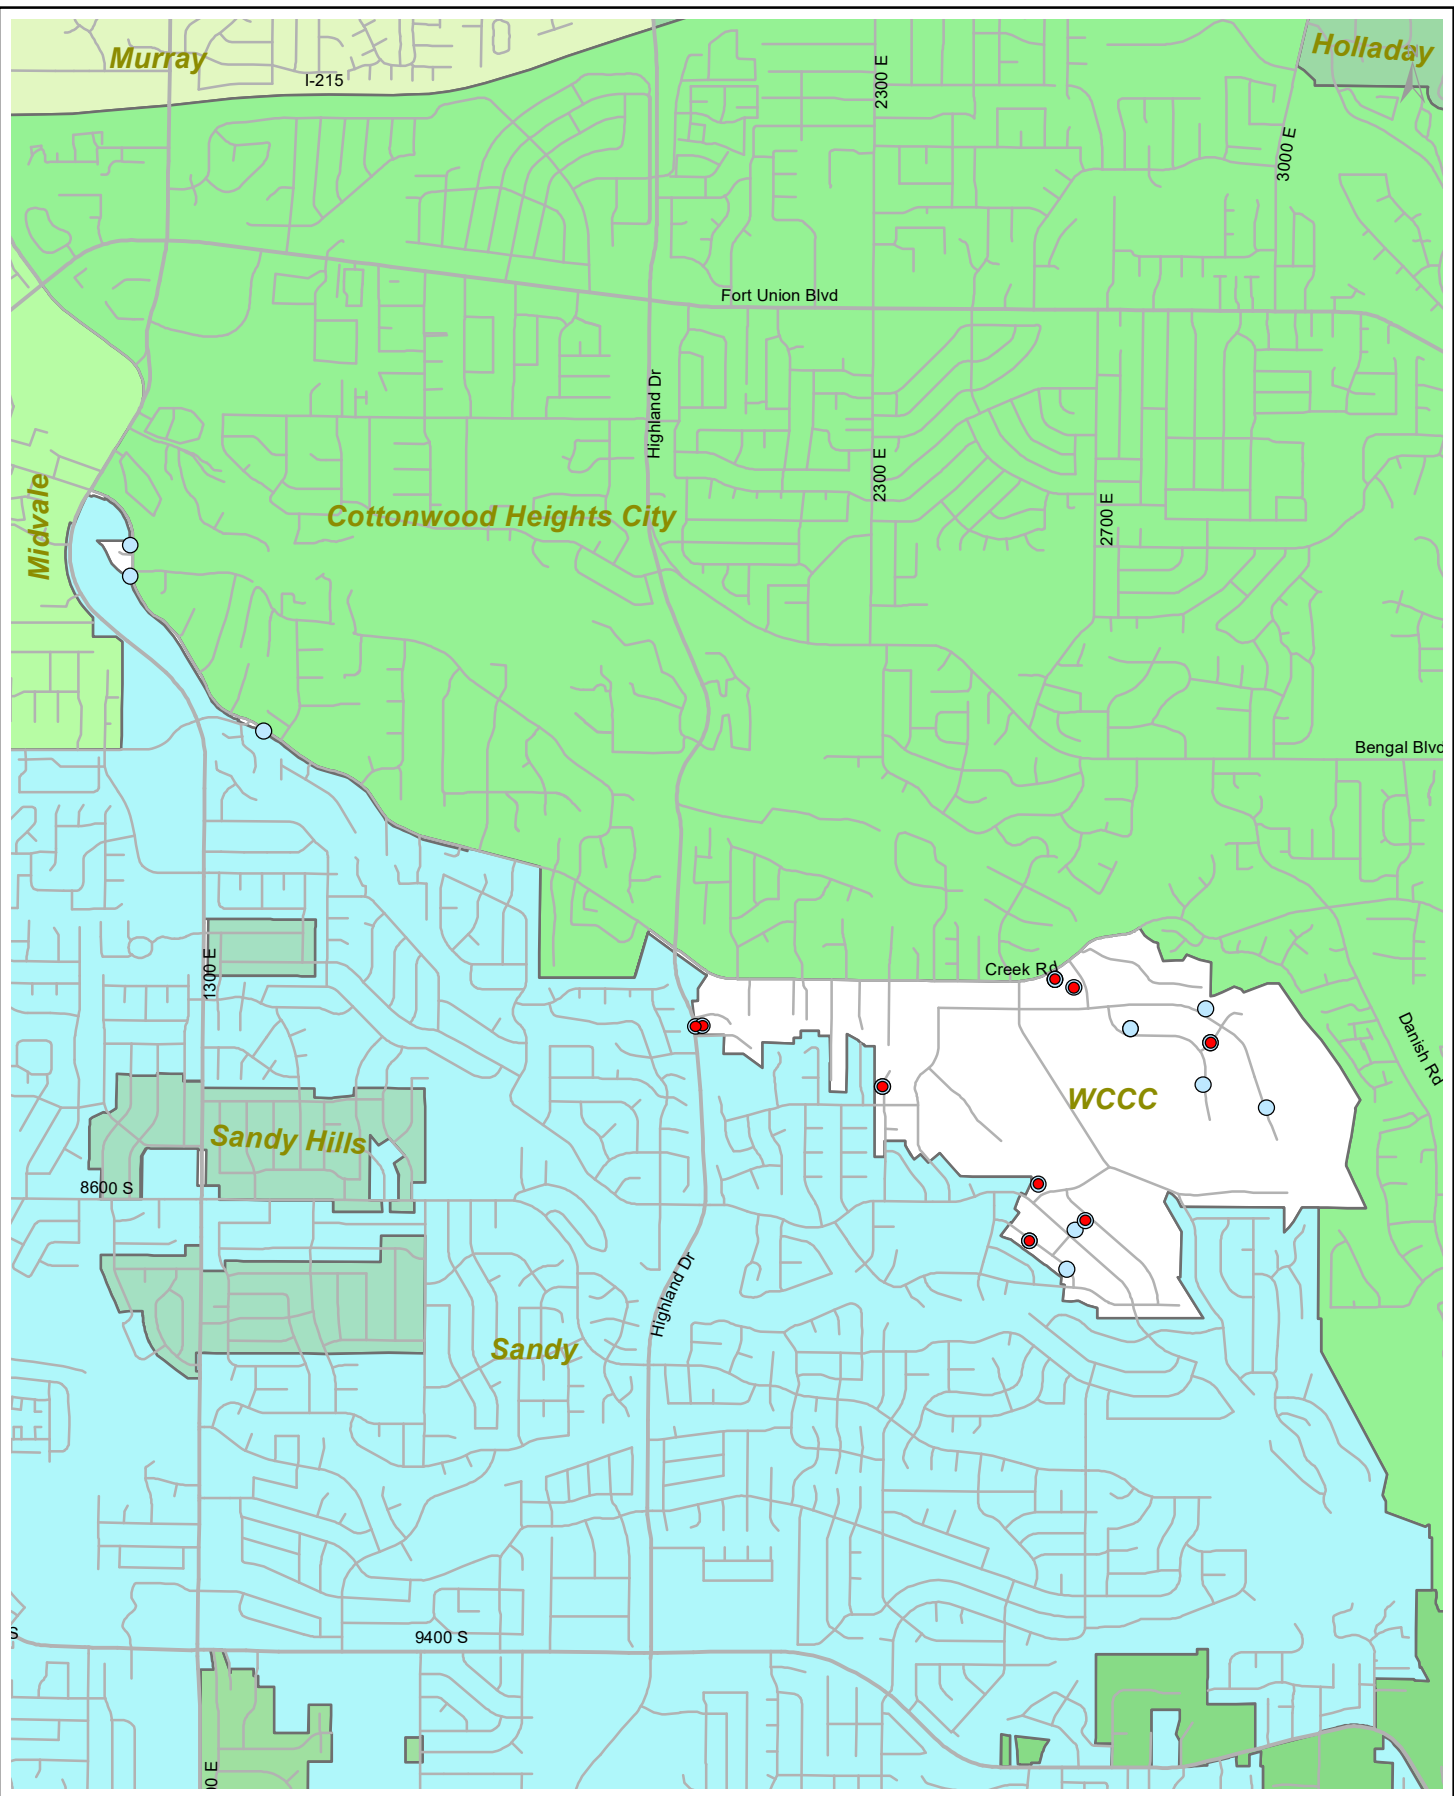 Murray
Holladay
I-215
2300 E
3000 E
Fort Union Blvd
Highland Dr
2300 E
2700 E
Midvale
Cottonwood Heights City
Bengal Blvd
1300 E
Creek Rd
Danish Rd
WCCC
Sandy Hills
8600 S
Highland Dr
Sandy
S
9400 S
00 E